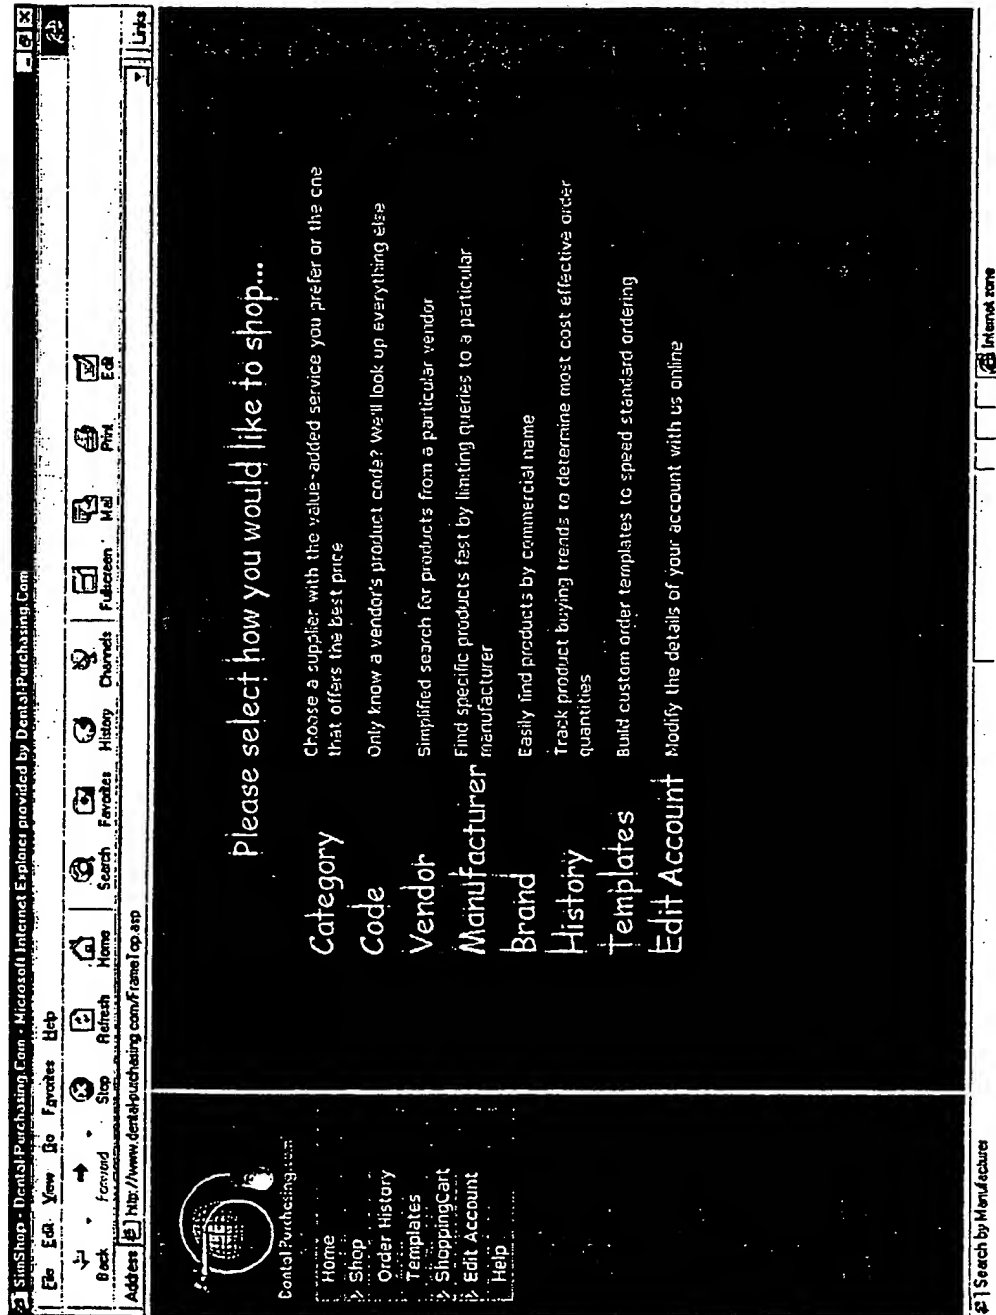 SimShop - Dental-Purchasing.Com - Microsoft Internet Explorer provided by Dental-Purchasing.Com
File Edit View Go Favorites Help
Back Forward Stop Refresh Home Search Favorites History Channels Fullscreen Mail Print Edit
Address http://www.dental-purchasing.com/FrameTop.asp Links
Dental-Purchasing.com
Home
Shop
Order History
Templates
ShoppingCart
Edit Account
Help
Please select how you would like to shop...
Category Choose a supplier with the value-added service you prefer or the one
that offers the best price
Code Only know a vendor's product code? We'll look up everything else
Vendor Simplified search for products from a particular vendor
Manufacturer Find specific products fast by limiting queries to a particular
manufacturer
Brand Easily find products by commercial name
History Track product buying trends to determine most cost effective order
quantities
Templates Build custom order templates to speed standard ordering
Edit Account Modify the details of your account with us online
Search by Manufacturer Internet zone